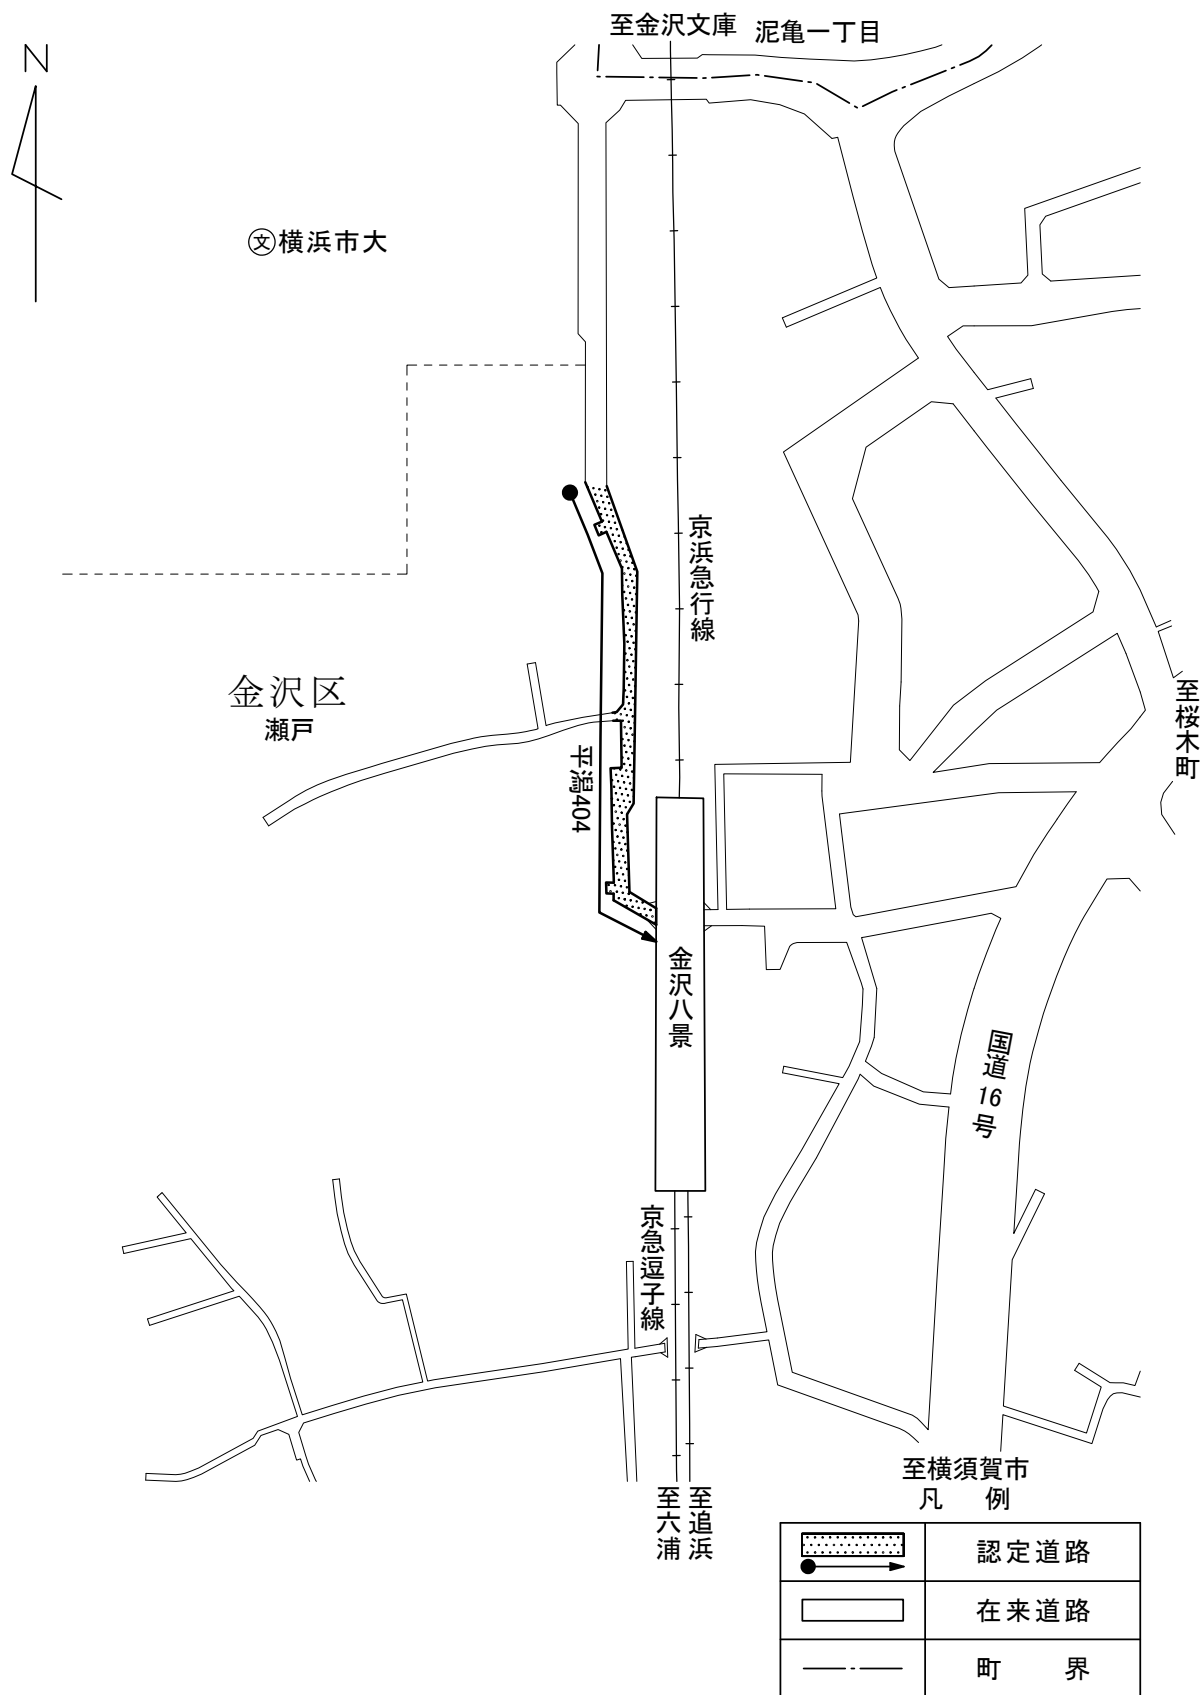 至金沢文庫
泥亀一丁目
N
文横浜市大
京浜急行線
金沢区
瀬戸
至桜木町
平潟404
金沢八景
国道16号
京急逗子線
至横須賀市
至六浦
至追浜
凡 例
認定道路
在来道路
町 界